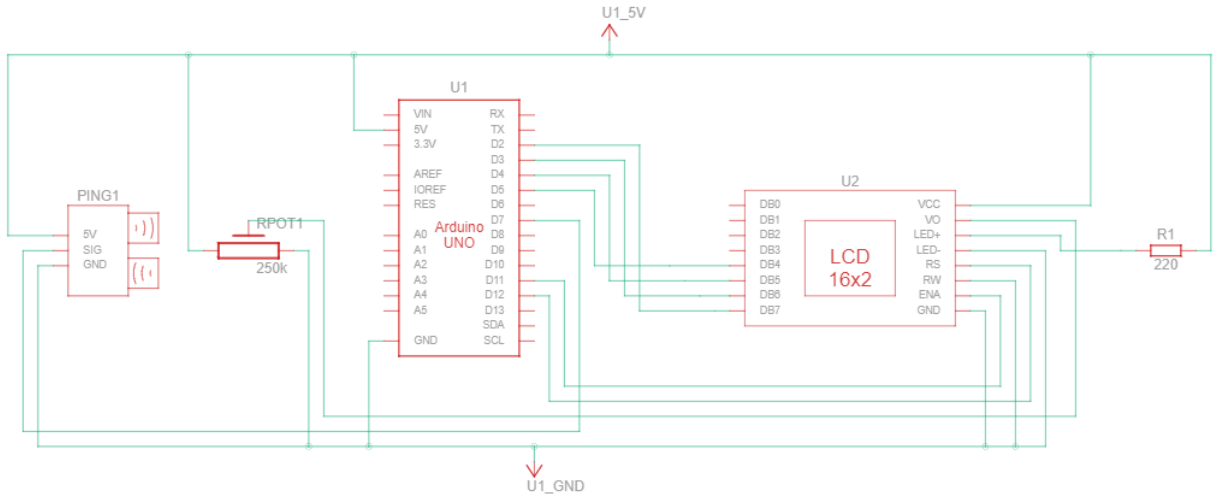 U1_5V
U1
VIN
5V
3.3V
AREF
IOREF
RES
A0
A1
A2
A3
A4
A5
GND
Arduino
UNO
RX
TX
D2
D3
D4
D5
D6
D7
D8
D9
D10
D11
D12
D13
SDA
SCL
PING1
5V
SIG
GND
RPOT1
250k
U2
DB0
DB1
DB2
DB3
DB4
DB5
DB6
DB7
LCD
16x2
VCC
VO
LED+
LED-
RS
RW
ENA
GND
R1
220
U1_GND